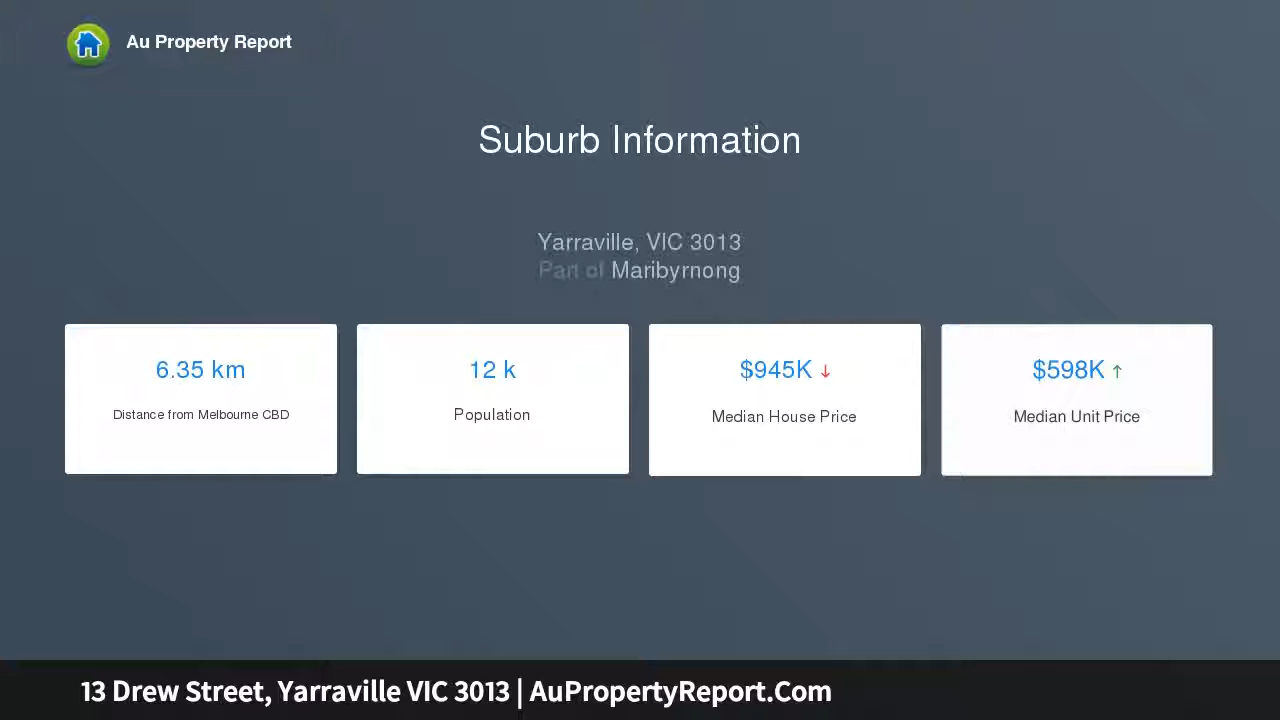 Au Property Report
Suburb Information
Yarraville, VIC 3013
Part of Maribyrnong
6.35 km
Distance from Melbourne CBD
12 k
Population
$945K ↓
Median House Price
$598K ↑
Median Unit Price
13 Drew Street, Yarraville VIC 3013 | AuPropertyReport.Com